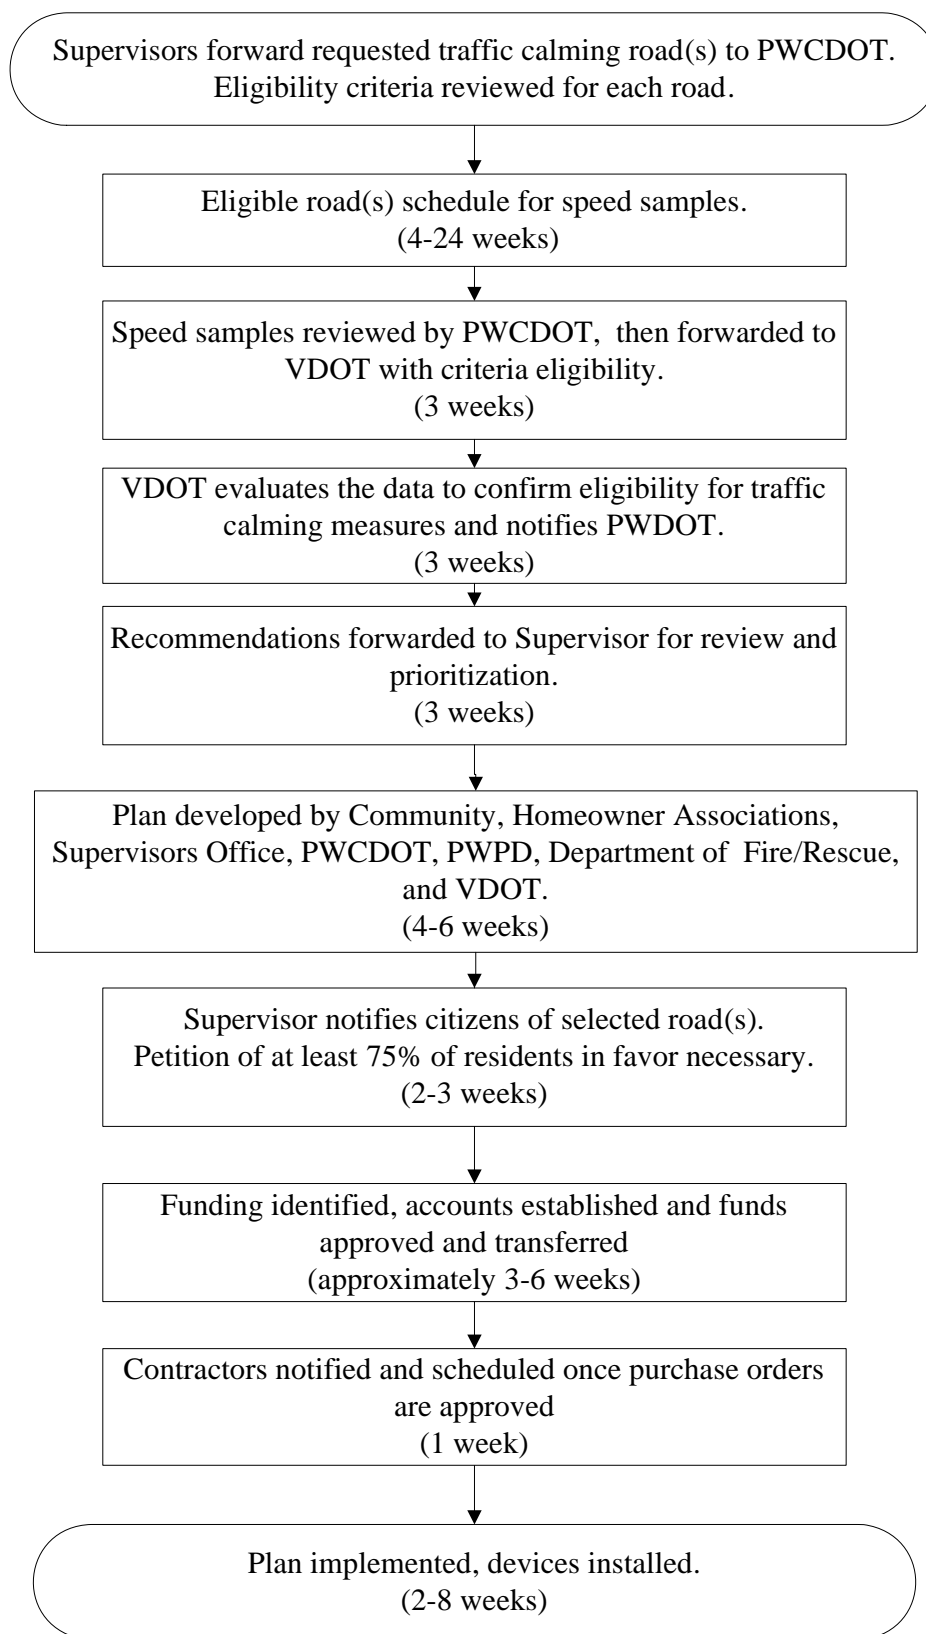 Supervisors forward requested traffic calming road(s) to PWCDOT.
Eligibility criteria reviewed for each road.
Eligible road(s) schedule for speed samples.
(4-24 weeks)
Speed samples reviewed by PWCDOT,  then forwarded to
VDOT with criteria eligibility.
(3 weeks)
VDOT evaluates the data to confirm eligibility for traffic
calming measures and notifies PWDOT.
(3 weeks)
Recommendations forwarded to Supervisor for review and
prioritization.
(3 weeks)
Plan developed by Community, Homeowner Associations,
Supervisors Office, PWCDOT, PWPD, Department of  Fire/Rescue,
and VDOT.
(4-6 weeks)
Supervisor notifies citizens of selected road(s).
Petition of at least 75% of residents in favor necessary.
(2-3 weeks)
Funding identified, accounts established and funds
approved and transferred
(approximately 3-6 weeks)
Contractors notified and scheduled once purchase orders
are approved
(1 week)
Plan implemented, devices installed.
(2-8 weeks)